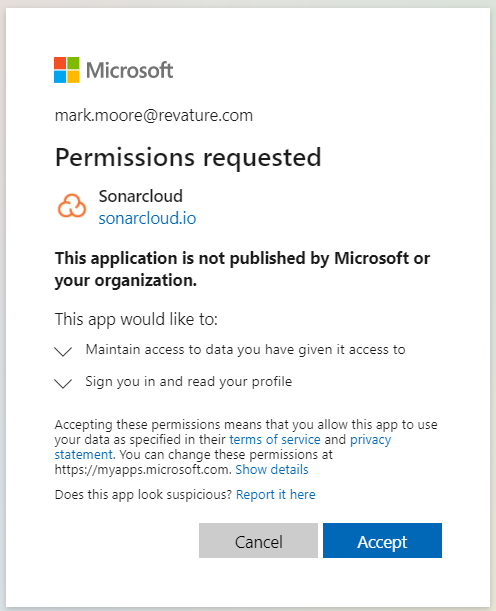 Microsoft
mark.moore@revature.com
Permissions requested
Sonarcloud
sonarcloud.io
This application is not published by Microsoft or
your organization.
This app would like to:
Maintain access to data you have given it access to
Sign you in and read your profile
Accepting these permissions means that you allow this app to use
your data as specified in their terms of service and privacy
statement. You can change these permissions at
https://myapps.microsoft.com. Show details
Does this app look suspicious? Report it here
Cancel Accept